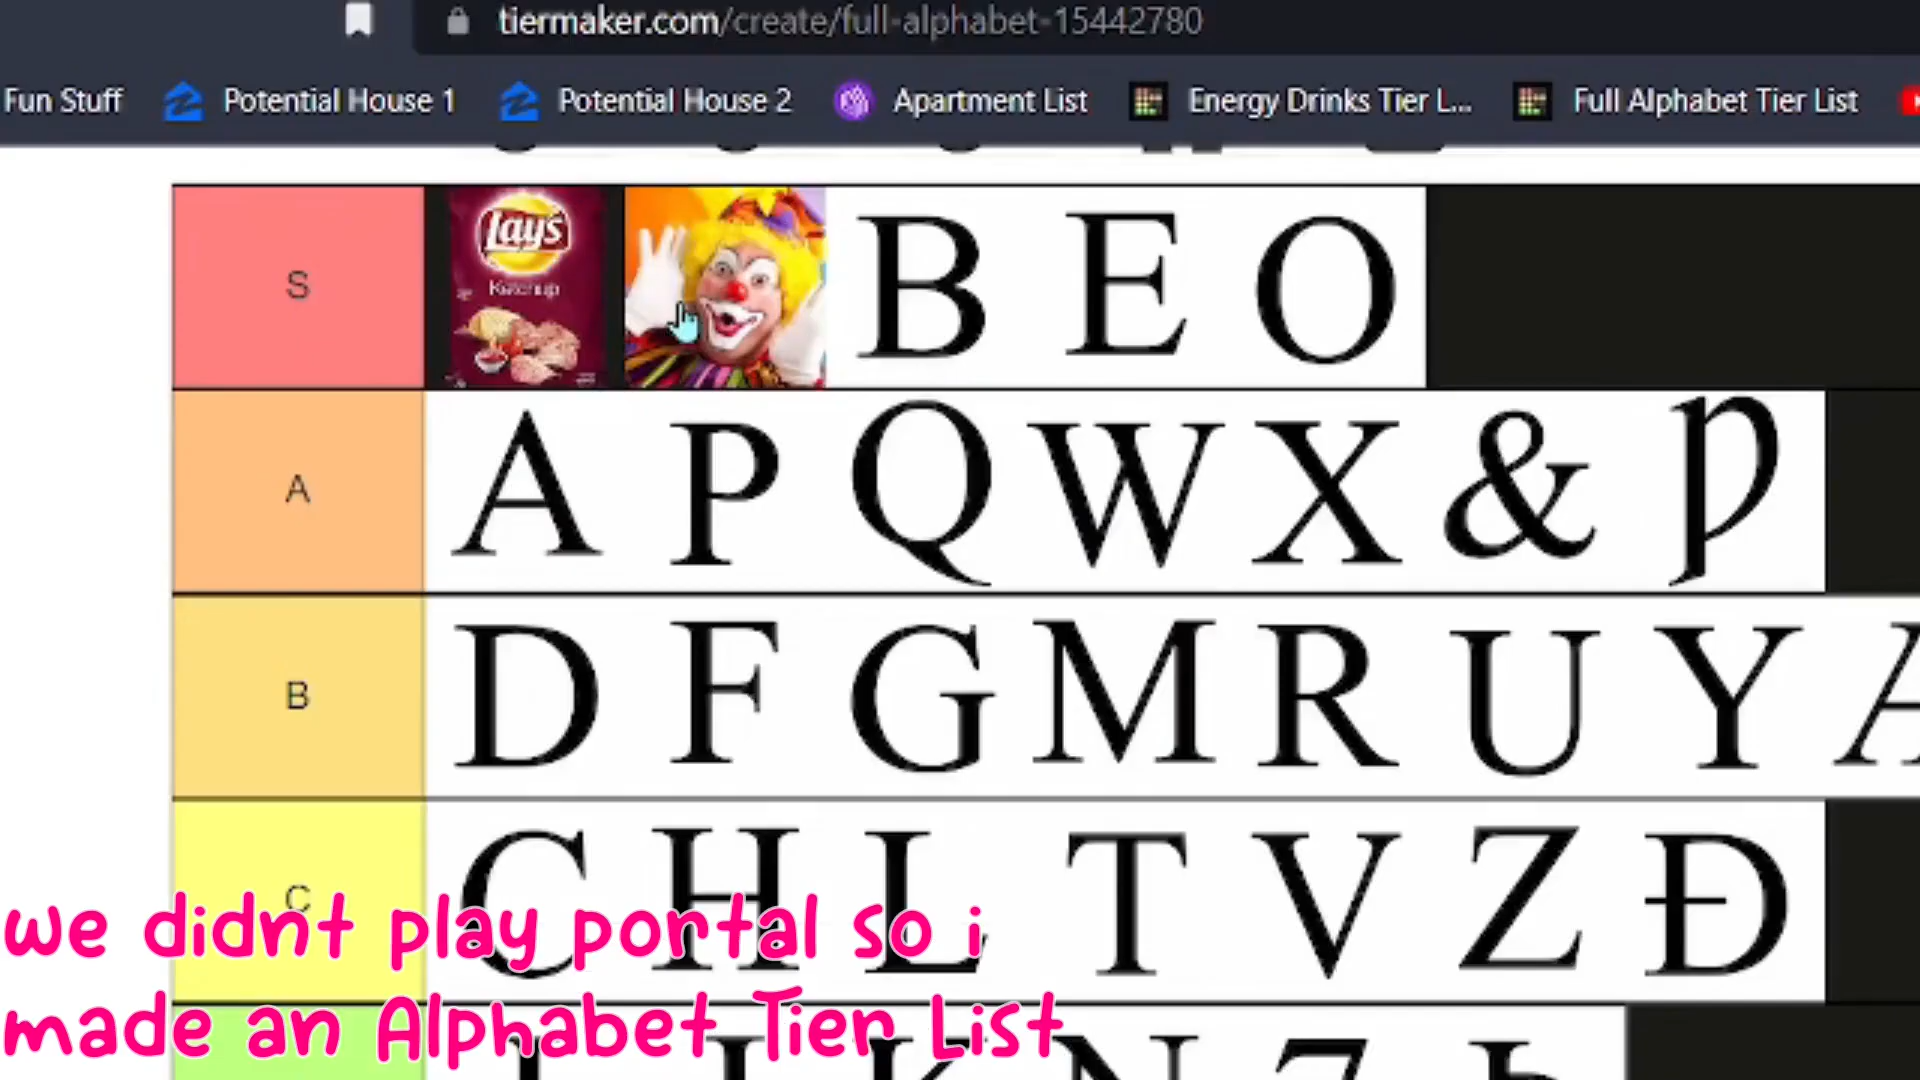 tiermaker.com/create/full-alphabet-15442780
Fun Stuff Potential House 1 Potential House 2 Apartment List Energy Drinks Tier L... Full Alphabet Tier List
S Lay's Ketchup B E O
A A P Q W X & Ƿ
B D F G M R U Y
C C H L T V Z Đ
we didnt play portal so i
made an Alphabet Tier List